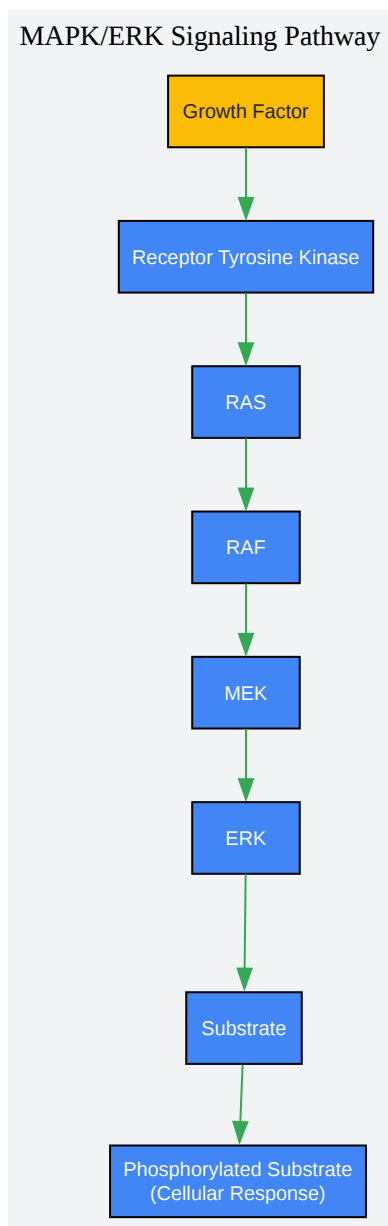 MAPK/ERK Signaling Pathway
Growth Factor
Receptor Tyrosine Kinase
RAS
RAF
MEK
ERK
Substrate
Phosphorylated Substrate
(Cellular Response)